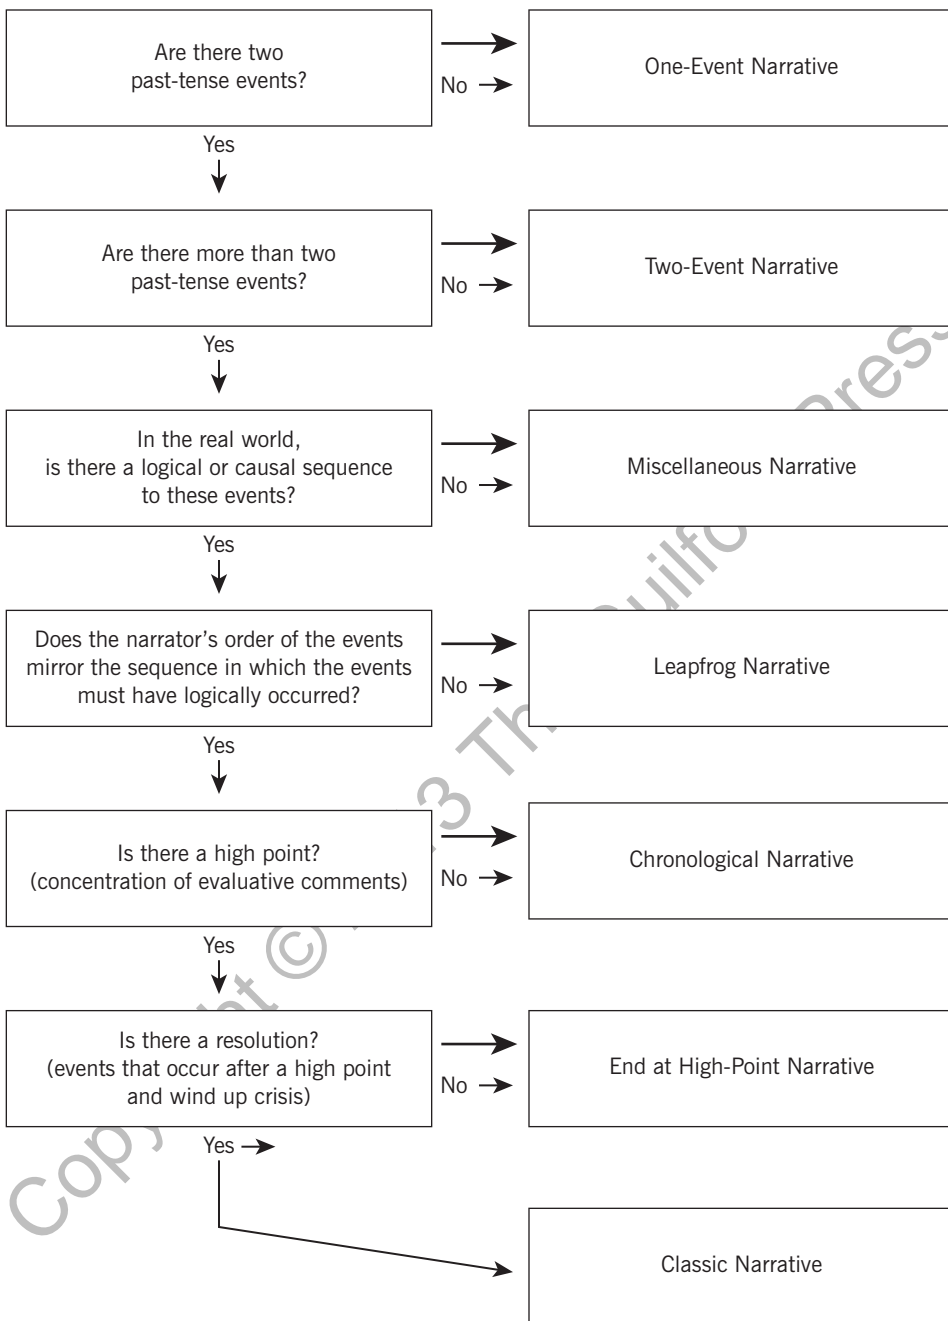 Are there two
past-tense events?
No
One-Event Narrative
Yes
Are there more than two
past-tense events?
No
Two-Event Narrative
Yes
In the real world,
is there a logical or causal sequence
to these events?
No
Miscellaneous Narrative
Yes
Does the narrator’s order of the events
mirror the sequence in which the events
must have logically occurred?
No
Leapfrog Narrative
Yes
Is there a high point?
(concentration of evaluative comments)
No
Chronological Narrative
Yes
Is there a resolution?
(events that occur after a high point
and wind up crisis)
No
End at High-Point Narrative
Yes
Classic Narrative
©